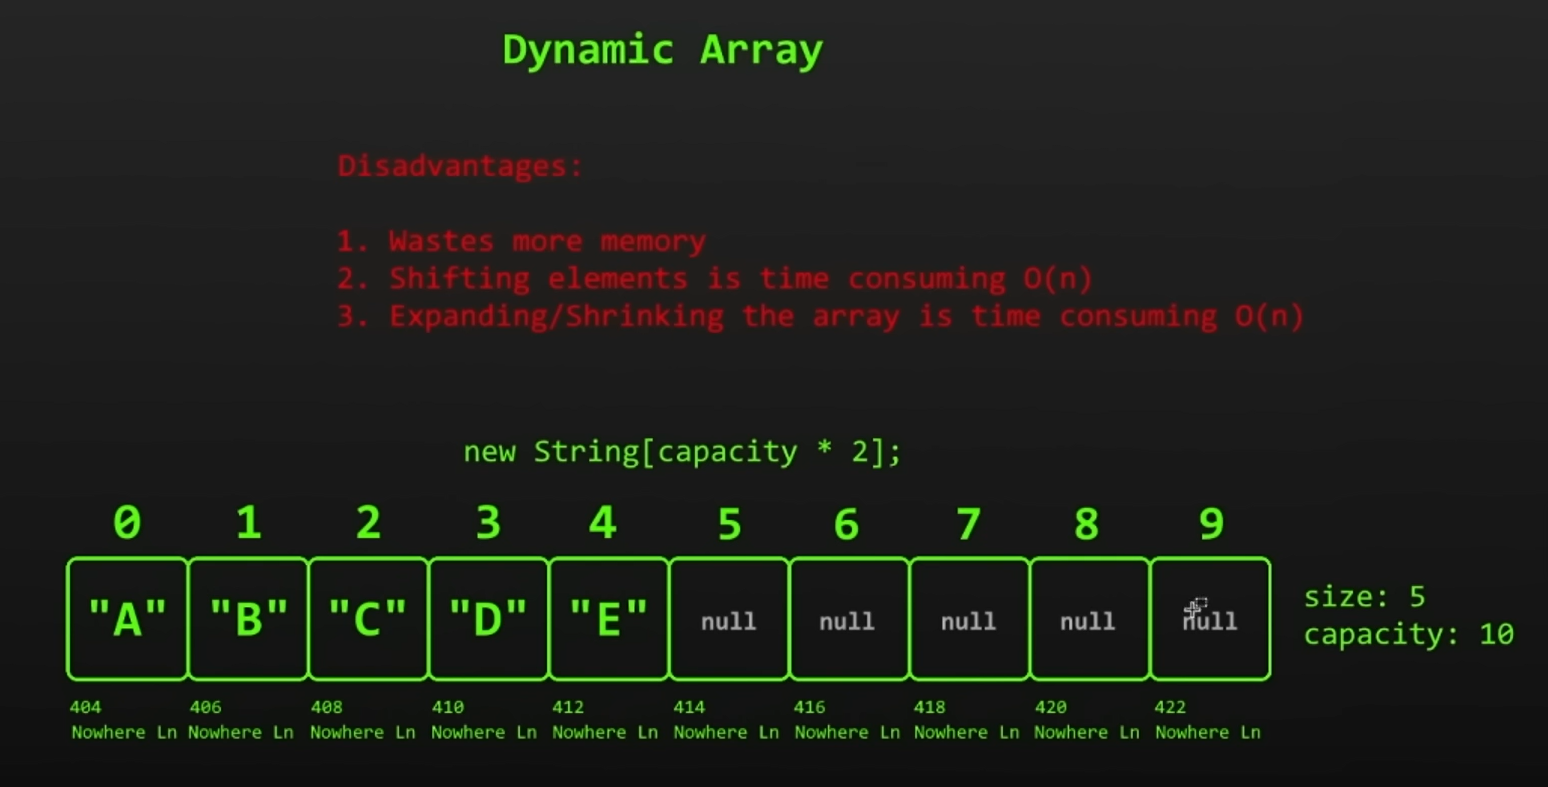 Dynamic Array
Disadvantages:
1. Wastes more memory
2. Shifting elements is time consuming O(n)
3. Expanding/Shrinking the array is time consuming O(n)
new String[capacity * 2];
0 1 2 3 4 5 6 7 8 9
"A" "B" "C" "D" "E" null null null null null
size: 5
capacity: 10
404 406 408 410 412 414 416 418 420 422
Nowhere Ln Nowhere Ln Nowhere Ln Nowhere Ln Nowhere Ln Nowhere Ln Nowhere Ln Nowhere Ln Nowhere Ln Nowhere Ln